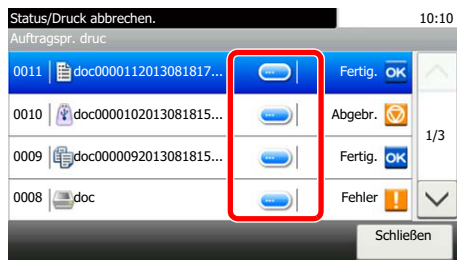 Status/Druck abbrechen. 10:10
Auftragspr. druc
0011 doc0000112013081817... Fertig. OK
0010 doc0000102013081815... Abgebr.
1/3
0009 doc0000092013081815... Fertig. OK
0008 doc Fehler
Schließen